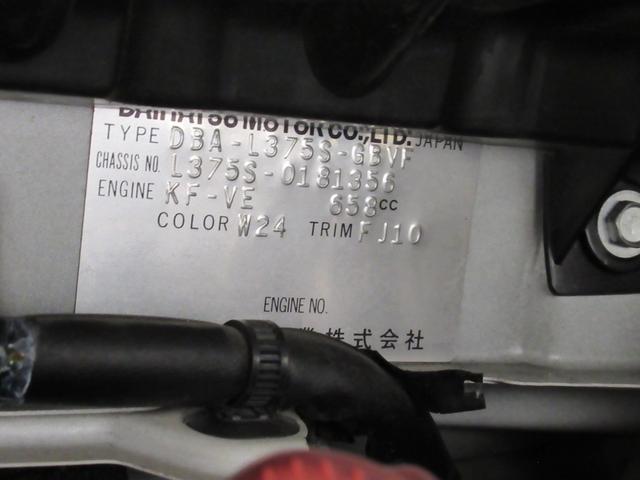 DAIHATSU MOTOR CO.,LTD. JAPAN
TYPE DBA-L375S-GBVF
CHASSIS NO. L375S-0181356
ENGINE KF-VE 658CC
COLOR W24 TRIM FJ10
ENGINE NO.
業株式会社